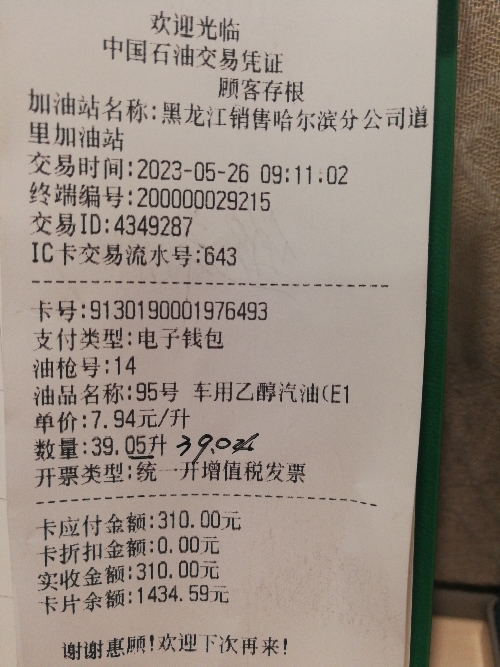 欢迎光临
中国石油交易凭证
顾客存根
加油站名称:黑龙江销售哈尔滨分公司道
里加油站
交易时间:2023-05-26 09:11:02
终端编号:200000029215
交易ID:4349287
IC卡交易流水号:643
卡号:9130190001976493
支付类型:电子钱包
油枪号:14
油品名称:95号 车用乙醇汽油(E1
单价:7.94元/升
数量:39.05升 39.04
开票类型:统一开增值税发票
卡应付金额:310.00元
卡折扣金额:0.00元
实收金额:310.00元
卡片余额:1434.59元
谢谢惠顾!欢迎下次再来!